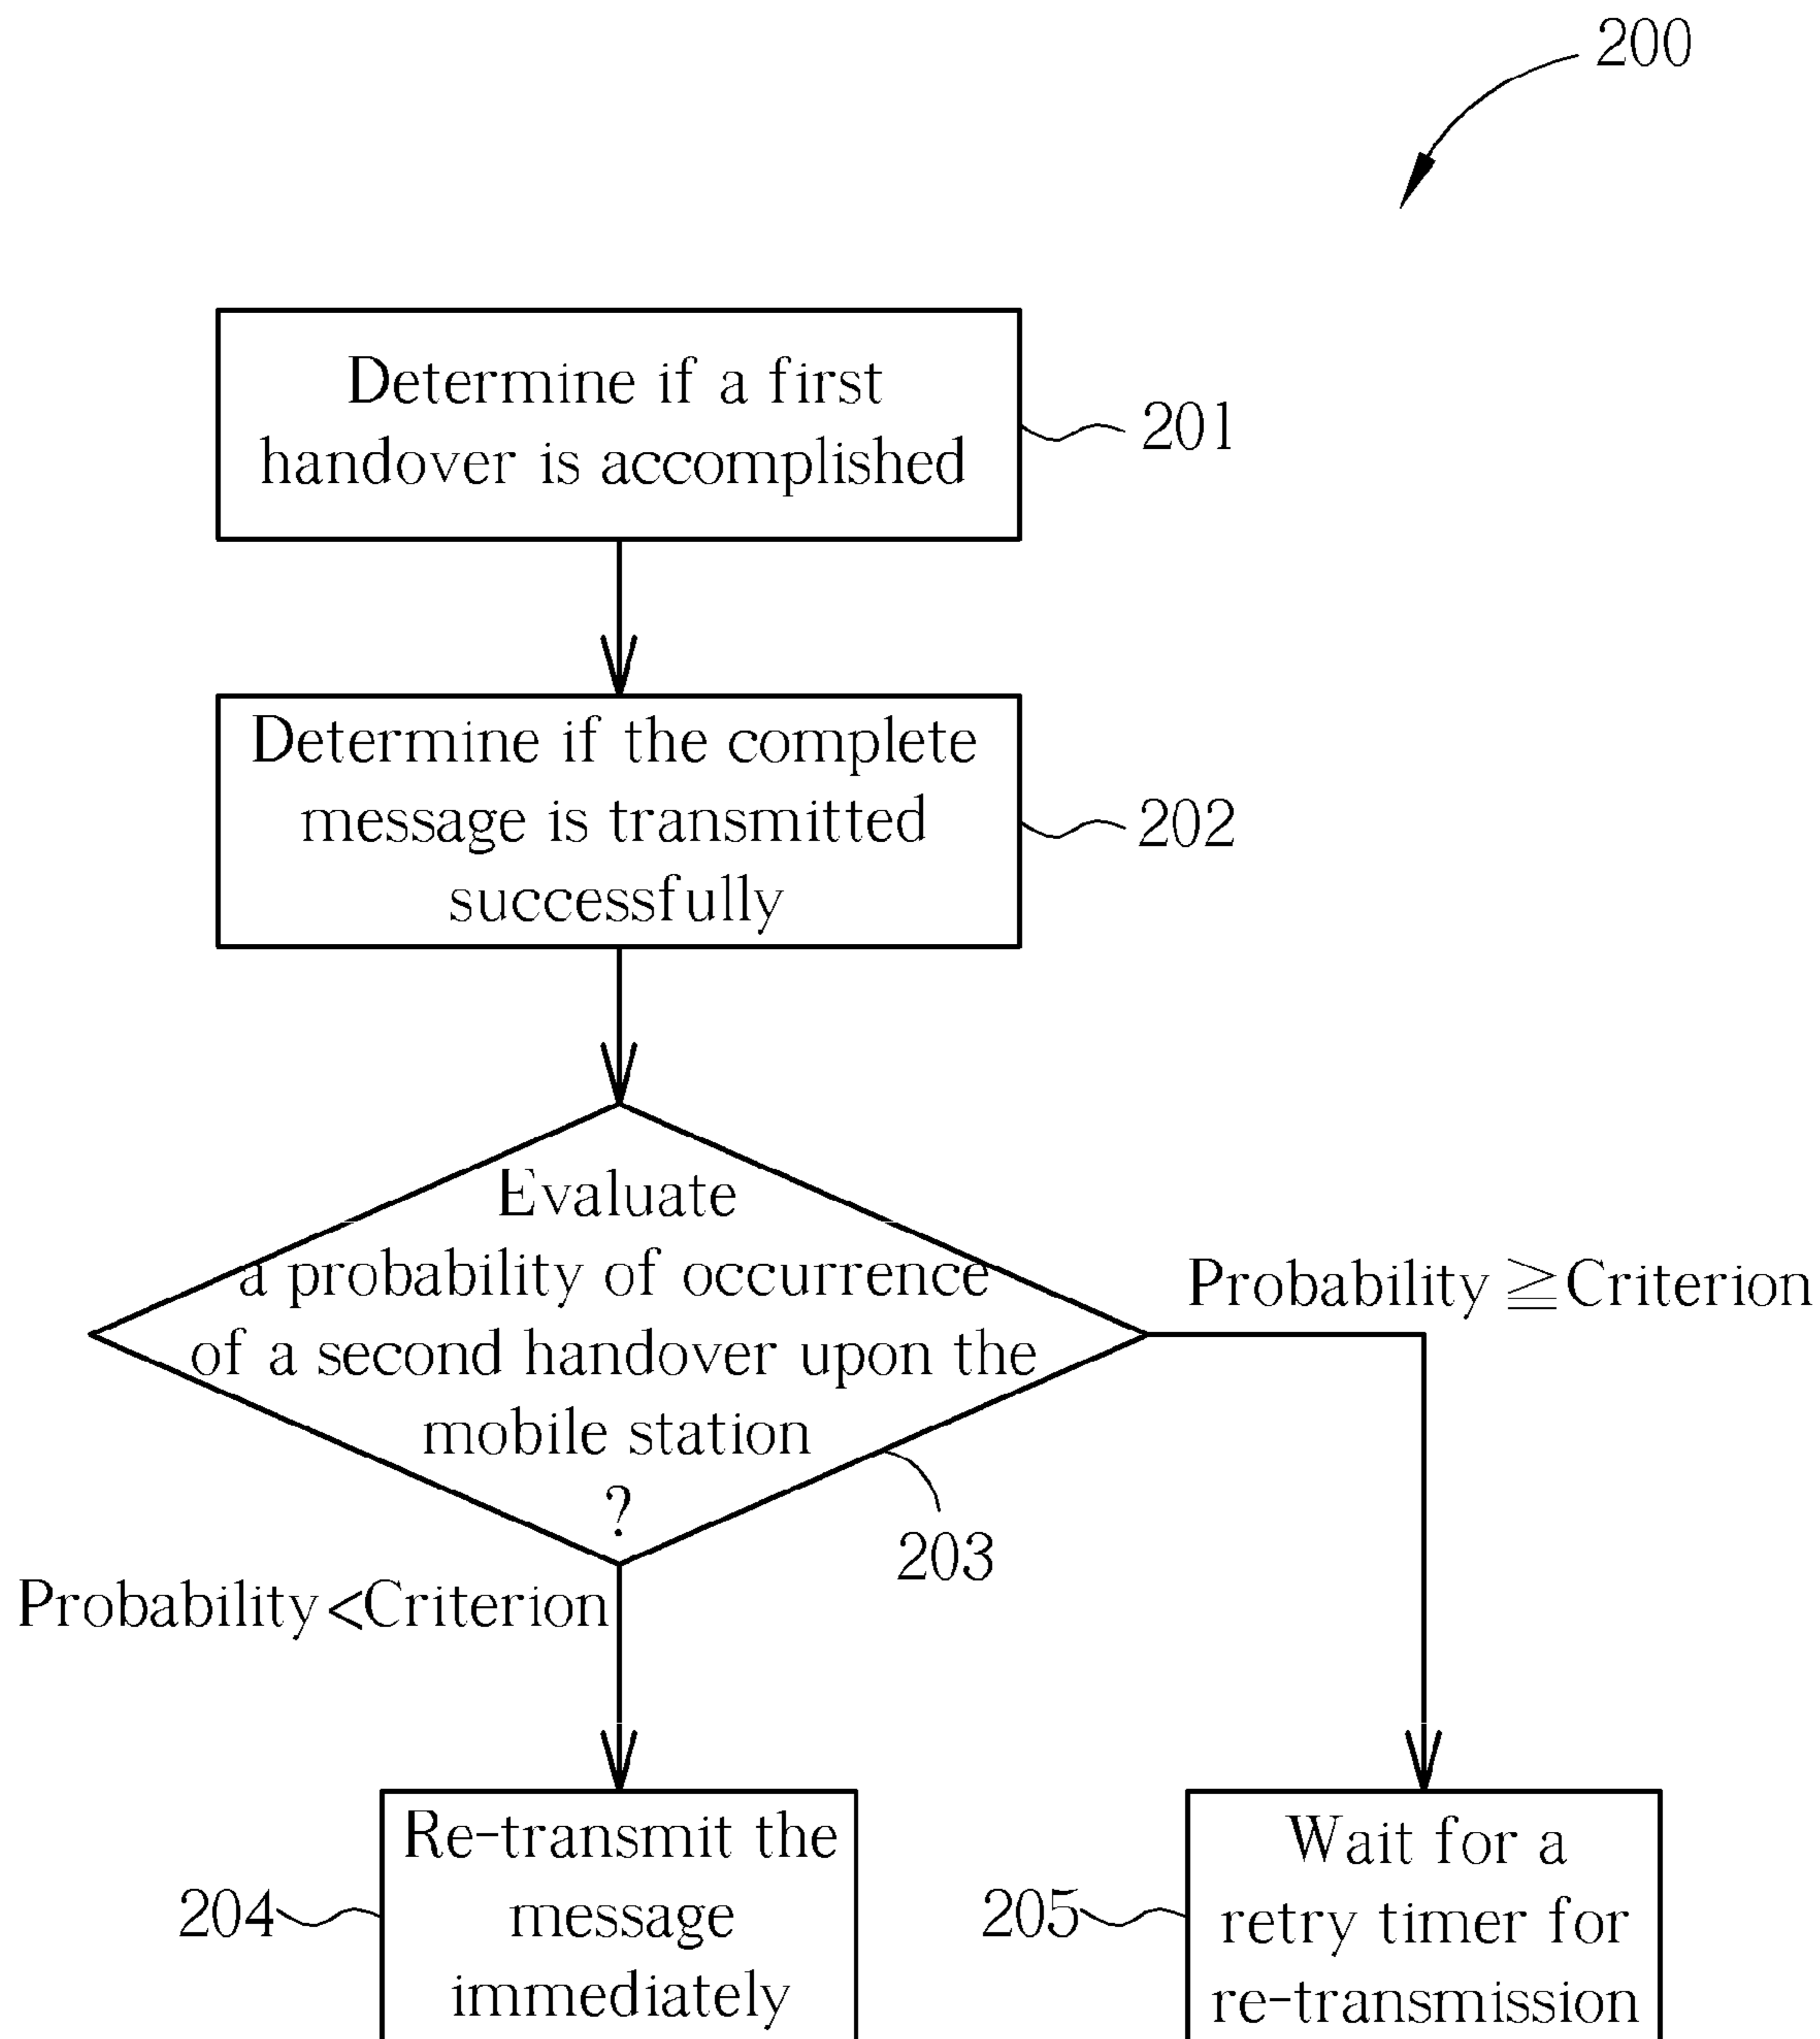 200
Determine if a first
handover is accomplished
201
Determine if the complete
message is transmitted
successfully
202
Evaluate
a probability of occurrence
of a second handover upon the
mobile station
?
203
Probability≧Criterion
Probability<Criterion
Re-transmit the
message
immediately
204
Wait for a
retry timer for
re-transmission
205